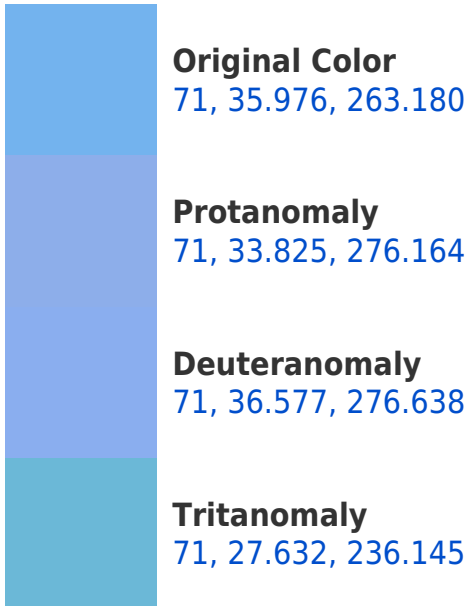 Original Color
71, 35.976, 263.180
Protanomaly
71, 33.825, 276.164
Deuteranomaly
71, 36.577, 276.638
Tritanomaly
71, 27.632, 236.145